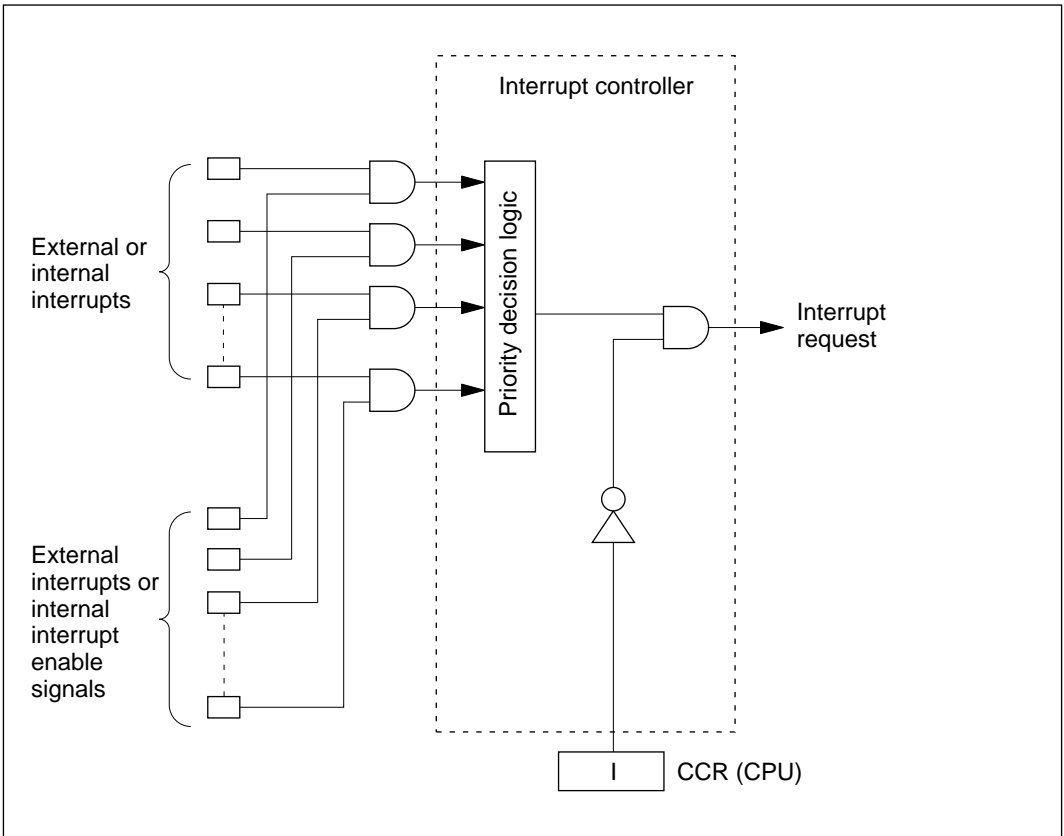 Interrupt controller
Priority decision logic
External or
internal
interrupts
Interrupt
request
External
interrupts or
internal
interrupt
enable
signals
I
CCR (CPU)